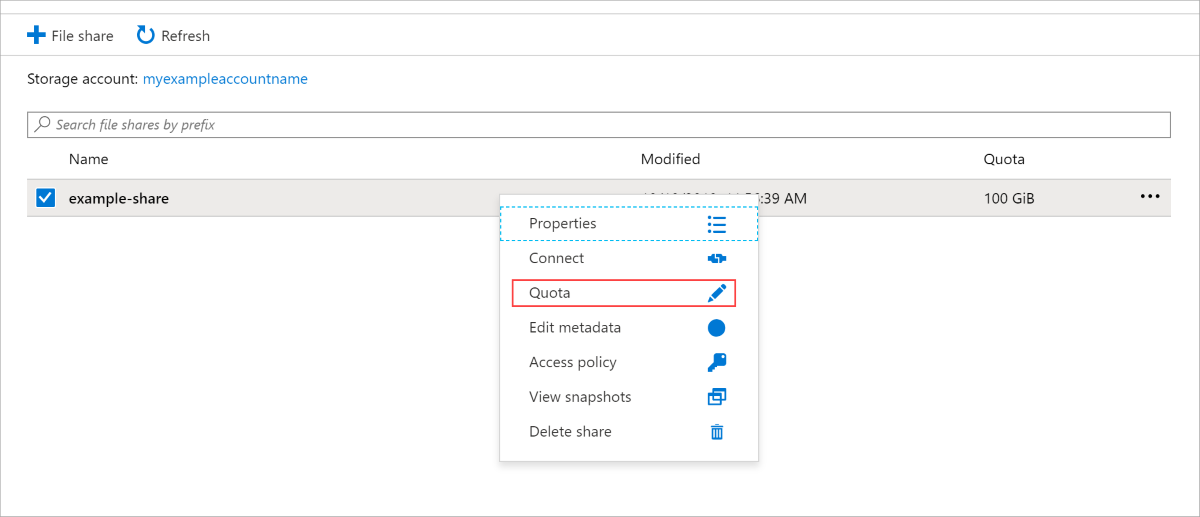 File share Refresh
Storage account: myexampleaccountname
Search file shares by prefix
Name Modified Quota
example-share :39 AM 100 GiB
Properties
Connect
Quota
Edit metadata
Access policy
View snapshots
Delete share